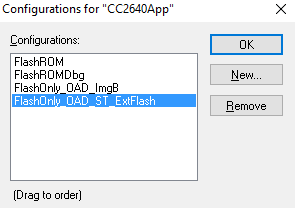 Configurations for "CC2640App"
Configurations:
FlashROM
FlashROMDbg
FlashOnly_OAD_ImgB
FlashOnly_OAD_ST_ExtFlash
(Drag to order)
OK
New...
Remove